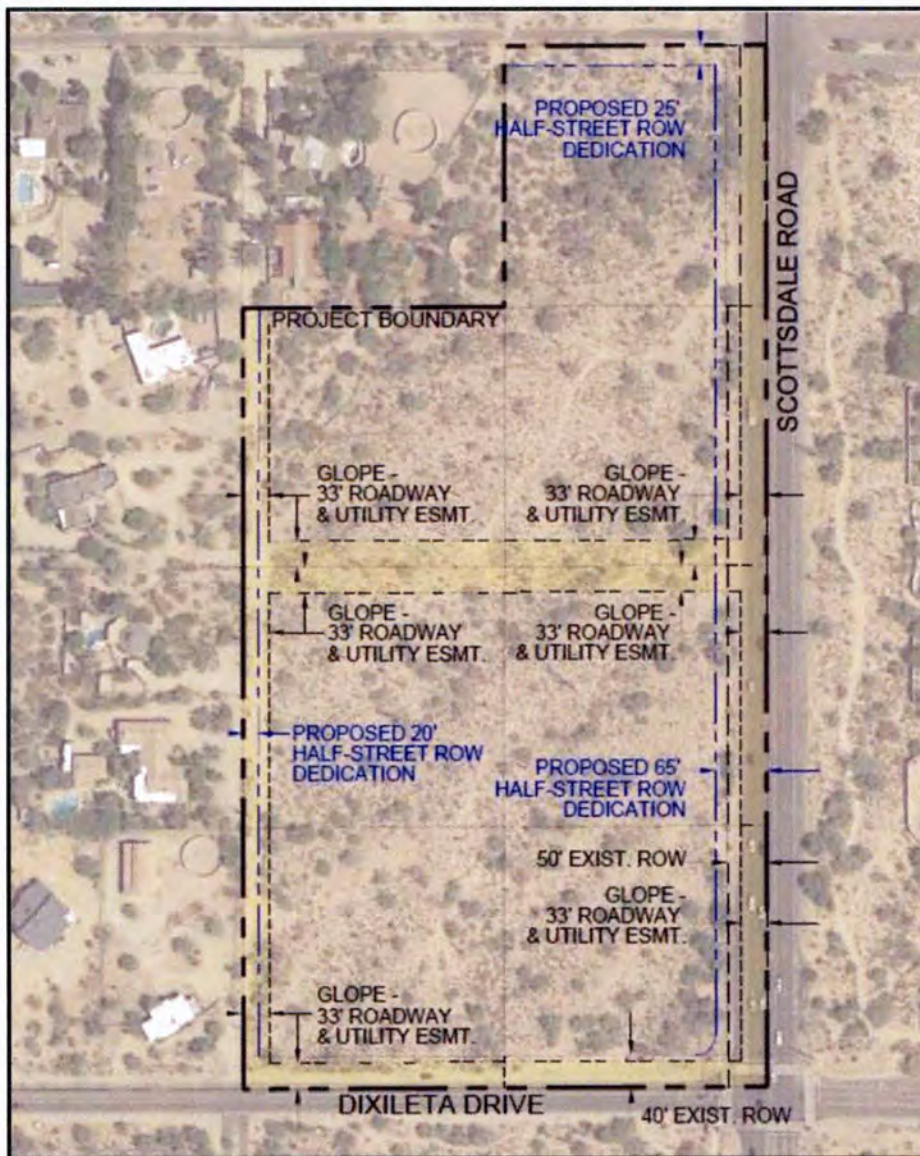 PROPOSED 25'
HALF-STREET ROW
DEDICATION
SCOTTSDALE ROAD
PROJECT BOUNDARY
GLOPE -
33' ROADWAY
& UTILITY ESMT.
GLOPE -
33' ROADWAY
& UTILITY ESMT.
GLOPE -
33' ROADWAY
& UTILITY ESMT.
GLOPE -
33' ROADWAY
& UTILITY ESMT.
PROPOSED 20'
HALF-STREET ROW
DEDICATION
PROPOSED 65'
HALF-STREET ROW
DEDICATION
50' EXIST. ROW
GLOPE -
33' ROADWAY
& UTILITY ESMT.
GLOPE -
33' ROADWAY
& UTILITY ESMT.
DIXILETA DRIVE
40' EXIST. ROW